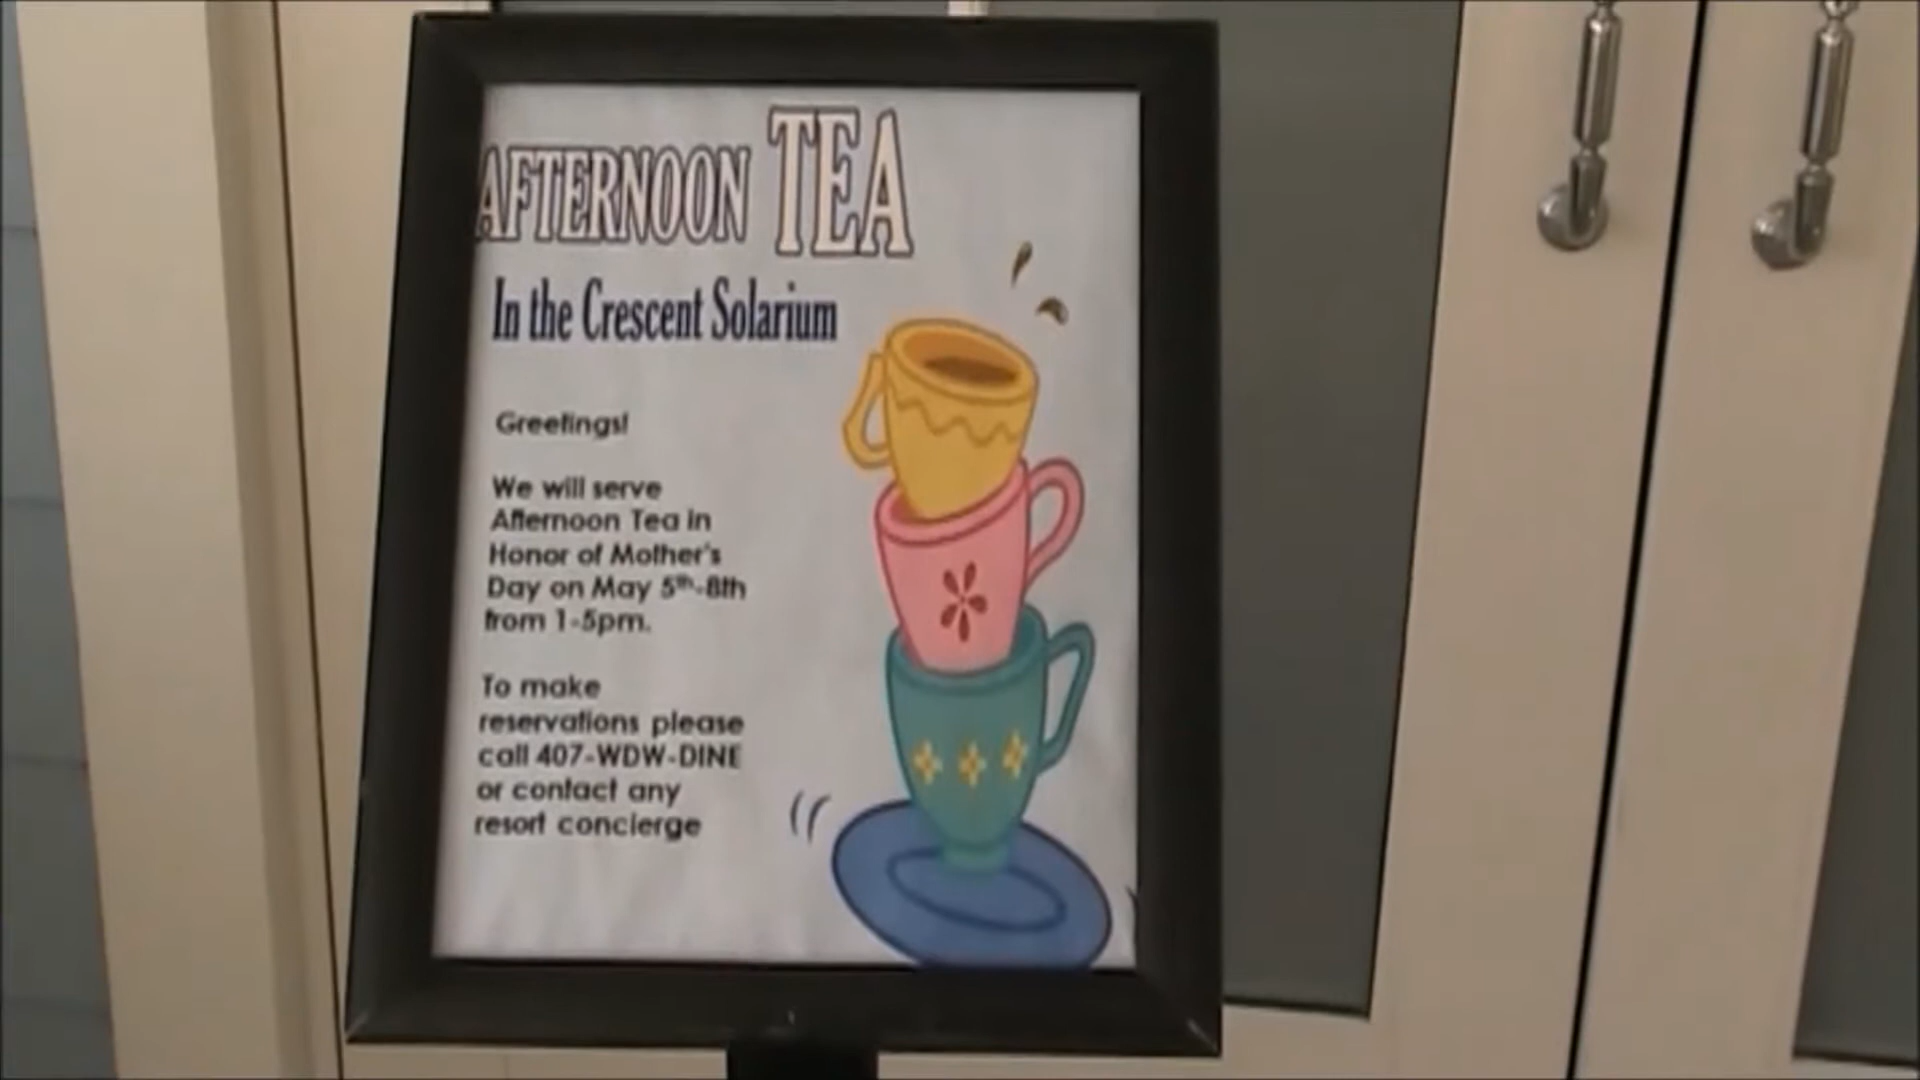 AFTERNOON TEA
In the Crescent Solarium
Greetings!
We will serve
Afternoon Tea in
Honor of Mother's
Day on May 5th-8th
from 1-5pm.
To make
reservations please
call 407-WDW-DINE
or contact any
resort concierge